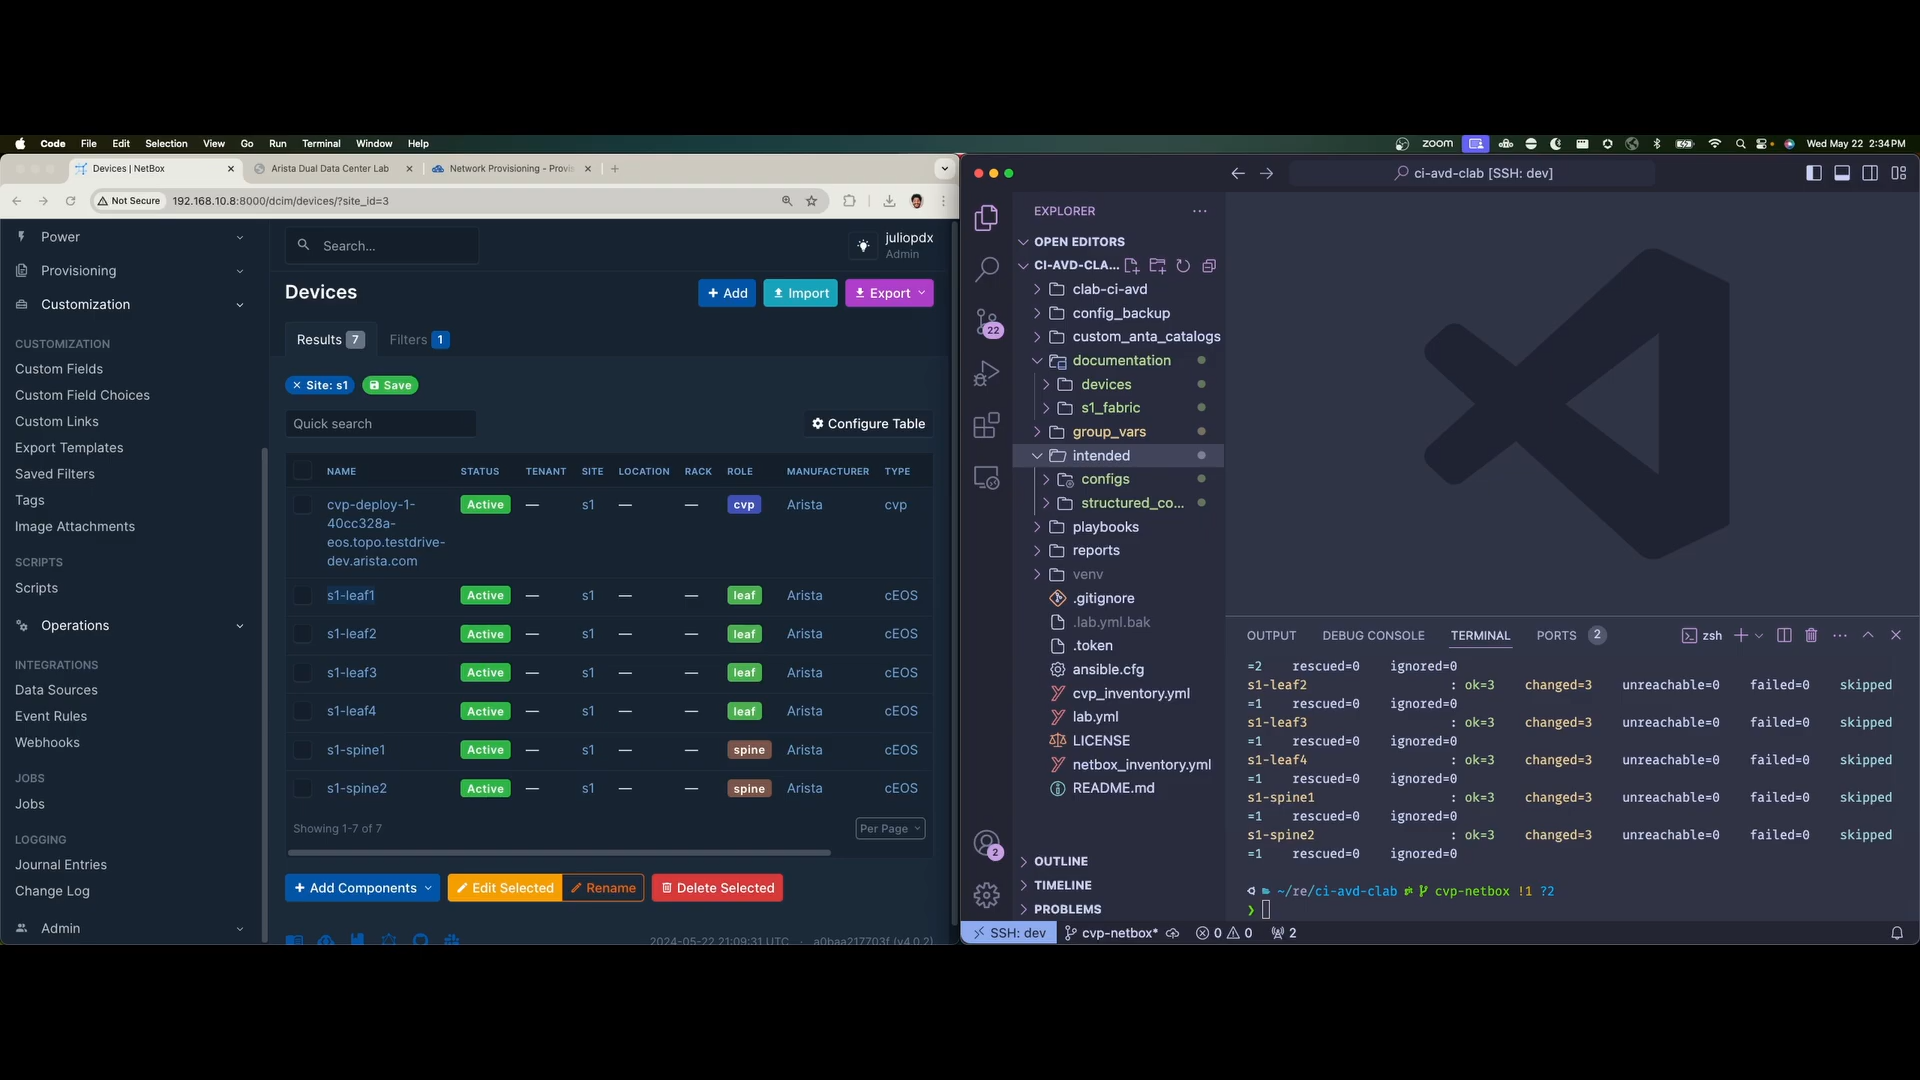 Code File Edit Selection View Go Run Terminal Window Help
zoom Wed May 22 2:34 PM
Devices | NetBox
Arista Dual Data Center Lab
Network Provisioning - Provis
Not Secure 192.168.10.8:8000/dcim/devices/?site_id=3
Power
Provisioning
Customization
CUSTOMIZATION
Custom Fields
Custom Field Choices
Custom Links
Export Templates
Saved Filters
Tags
Image Attachments
SCRIPTS
Scripts
Operations
INTEGRATIONS
Data Sources
Event Rules
Webhooks
JOBS
Jobs
LOGGING
Journal Entries
Change Log
Admin
Search...
juliopdx
Admin
Devices
+ Add
Import
Export
Results 7
Filters 1
× Site: s1
Save
Quick search
Configure Table
NAME STATUS TENANT SITE LOCATION RACK ROLE MANUFACTURER TYPE
cvp-deploy-1- Active — s1 — — cvp Arista cvp
40cc328a-
eos.topo.testdrive-
dev.arista.com
s1-leaf1 Active — s1 — — leaf Arista cEOS
s1-leaf2 Active — s1 — — leaf Arista cEOS
s1-leaf3 Active — s1 — — leaf Arista cEOS
s1-leaf4 Active — s1 — — leaf Arista cEOS
s1-spine1 Active — s1 — — spine Arista cEOS
s1-spine2 Active — s1 — — spine Arista cEOS
Showing 1-7 of 7
Per Page
+ Add Components
Edit Selected
Rename
Delete Selected
2024-05-22 21:09:31 UTC · a0baa217703f (v4.0.2)
ci-avd-clab [SSH: dev]
EXPLORER
OPEN EDITORS
CI-AVD-CLA...
22
clab-ci-avd
config_backup
custom_anta_catalogs
documentation
devices
s1_fabric
group_vars
intended
configs
structured_co...
playbooks
reports
venv
.gitignore
.lab.yml.bak
.token
ansible.cfg
cvp_inventory.yml
lab.yml
LICENSE
netbox_inventory.yml
README.md
2
OUTLINE
TIMELINE
PROBLEMS
OUTPUT DEBUG CONSOLE TERMINAL PORTS 2
zsh
=2 rescued=0 ignored=0
s1-leaf2 : ok=3 changed=3 unreachable=0 failed=0 skipped
=1 rescued=0 ignored=0
s1-leaf3 : ok=3 changed=3 unreachable=0 failed=0 skipped
=1 rescued=0 ignored=0
s1-leaf4 : ok=3 changed=3 unreachable=0 failed=0 skipped
=1 rescued=0 ignored=0
s1-spine1 : ok=3 changed=3 unreachable=0 failed=0 skipped
=1 rescued=0 ignored=0
s1-spine2 : ok=3 changed=3 unreachable=0 failed=0 skipped
=1 rescued=0 ignored=0
~/re/ci-avd-clab cvp-netbox !1 ?2
❯
SSH: dev cvp-netbox* 0 0 2